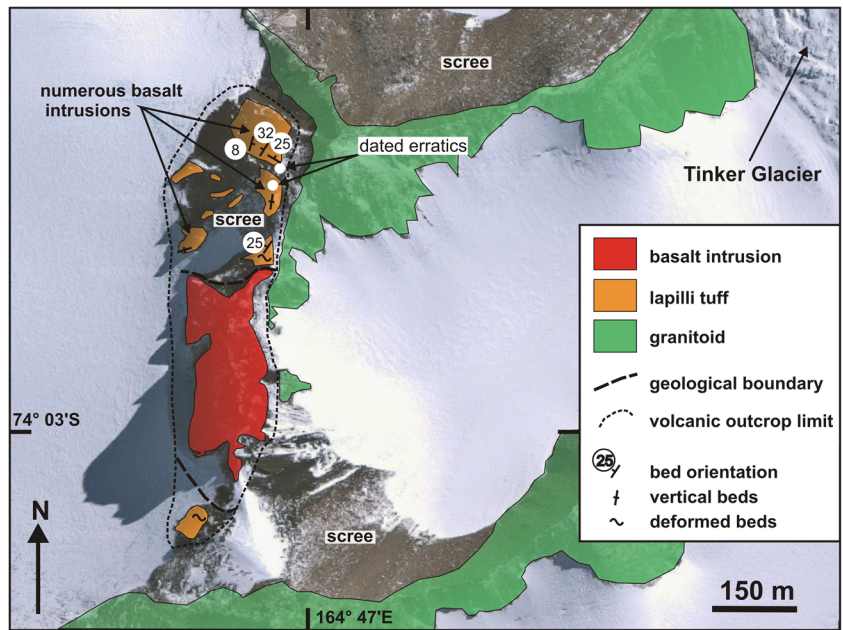 scree
numerous basalt
intrusions
32
25
8
dated erratics
Tinker Glacier
scree
25
basalt intrusion
lapilli tuff
granitoid
geological boundary
volcanic outcrop limit
25
bed orientation
vertical beds
deformed beds
74° 03'S
N
scree
164° 47'E
150 m